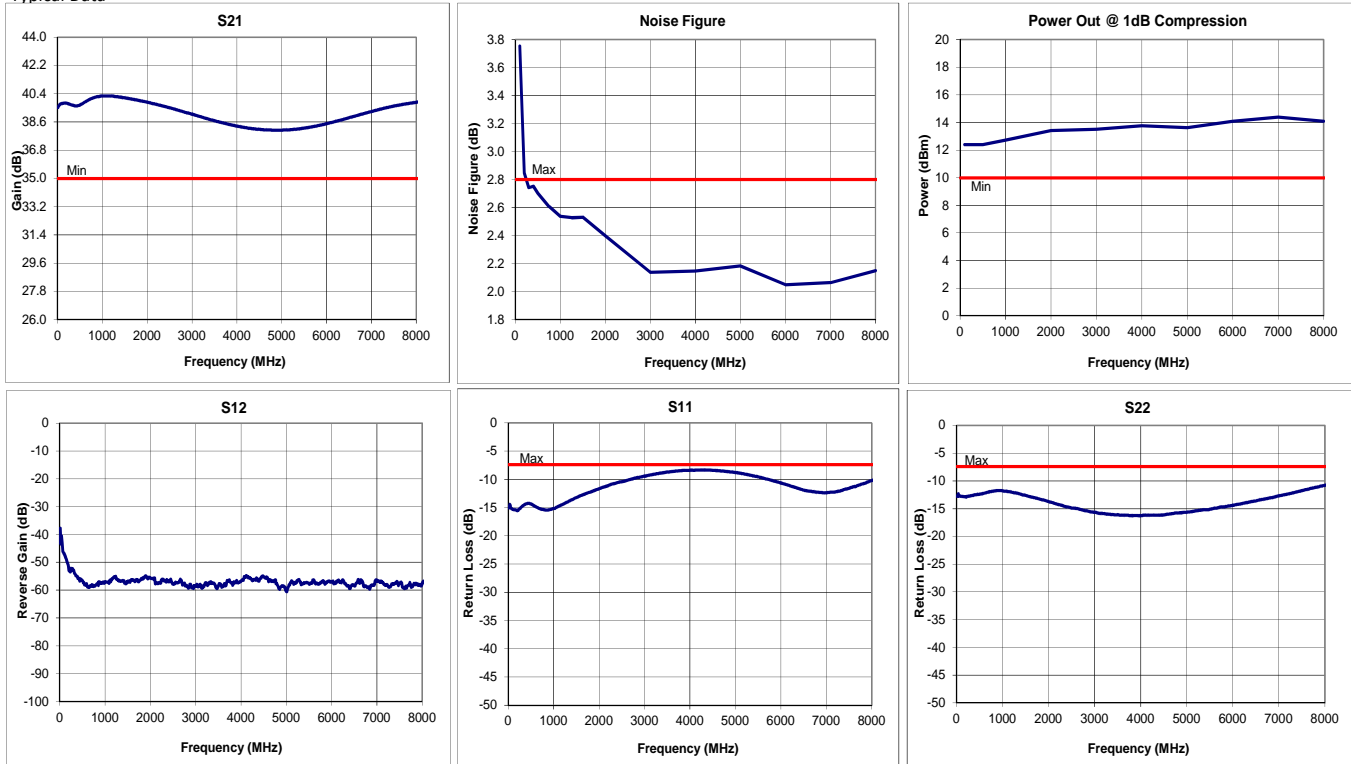 Typical Data
S21
44.0
42.2
40.4
38.6
36.8
35.0
33.2
31.4
29.6
27.8
26.0
Gain (dB)
Min
0 1000 2000 3000 4000 5000 6000 7000 8000
Frequency (MHz)
Noise Figure
3.8
3.6
3.4
3.2
3.0
2.8
2.6
2.4
2.2
2.0
1.8
Noise Figure (dB)
Max
0 1000 2000 3000 4000 5000 6000 7000 8000
Frequency (MHz)
Power Out @ 1dB Compression
20
18
16
14
12
10
8
6
4
2
0
Power (dBm)
Min
0 1000 2000 3000 4000 5000 6000 7000 8000
Frequency (MHz)
S12
0
-10
-20
-30
-40
-50
-60
-70
-80
-90
-100
Reverse Gain (dB)
0 1000 2000 3000 4000 5000 6000 7000 8000
Frequency (MHz)
S11
0
-5
-10
-15
-20
-25
-30
-35
-40
-45
-50
Return Loss (dB)
Max
0 1000 2000 3000 4000 5000 6000 7000 8000
Frequency (MHz)
S22
0
-5
-10
-15
-20
-25
-30
-35
-40
-45
-50
Return Loss (dB)
Max
0 1000 2000 3000 4000 5000 6000 7000 8000
Frequency (MHz)